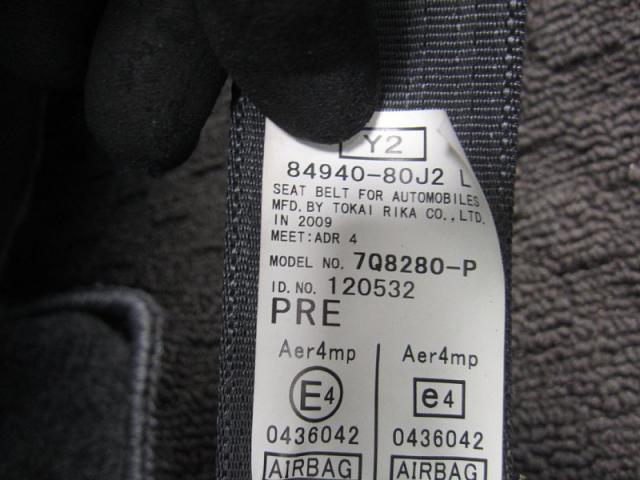 Y2
84940-80J2 L
SEAT BELT FOR AUTOMOBILES
MFD. BY TOKAI RIKA CO., LTD.
IN 2009
MEET:ADR 4
MODEL NO. 7Q8280-P
ID. NO. 120532
PRE
Aer4mp Aer4mp
E4 e4
0436042 0436042
AIRBAG AIRBAG